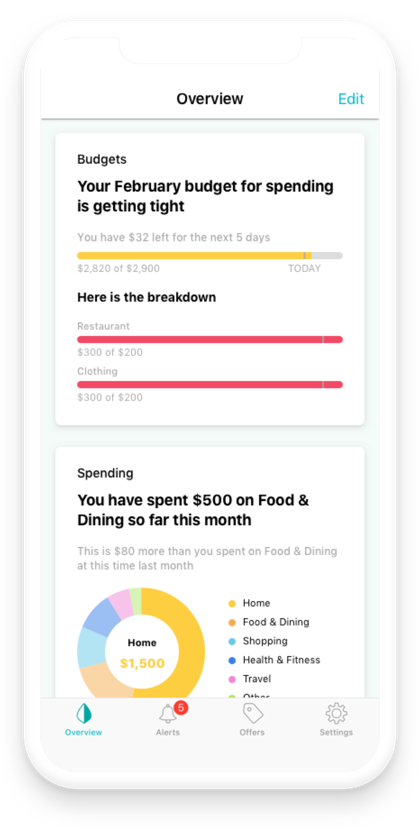 Overview
Edit
Budgets
Your February budget for spending
is getting tight
You have $32 left for the next 5 days
$2,820 of $2,900
TODAY
Here is the breakdown
Restaurant
$300 of $200
Clothing
$300 of $200
Spending
You have spent $500 on Food &
Dining so far this month
This is $80 more than you spent on Food & Dining
at this time last month
Home
$1,500
Home
Food & Dining
Shopping
Health & Fitness
Travel
Other
5
Overview
Alerts
Offers
Settings